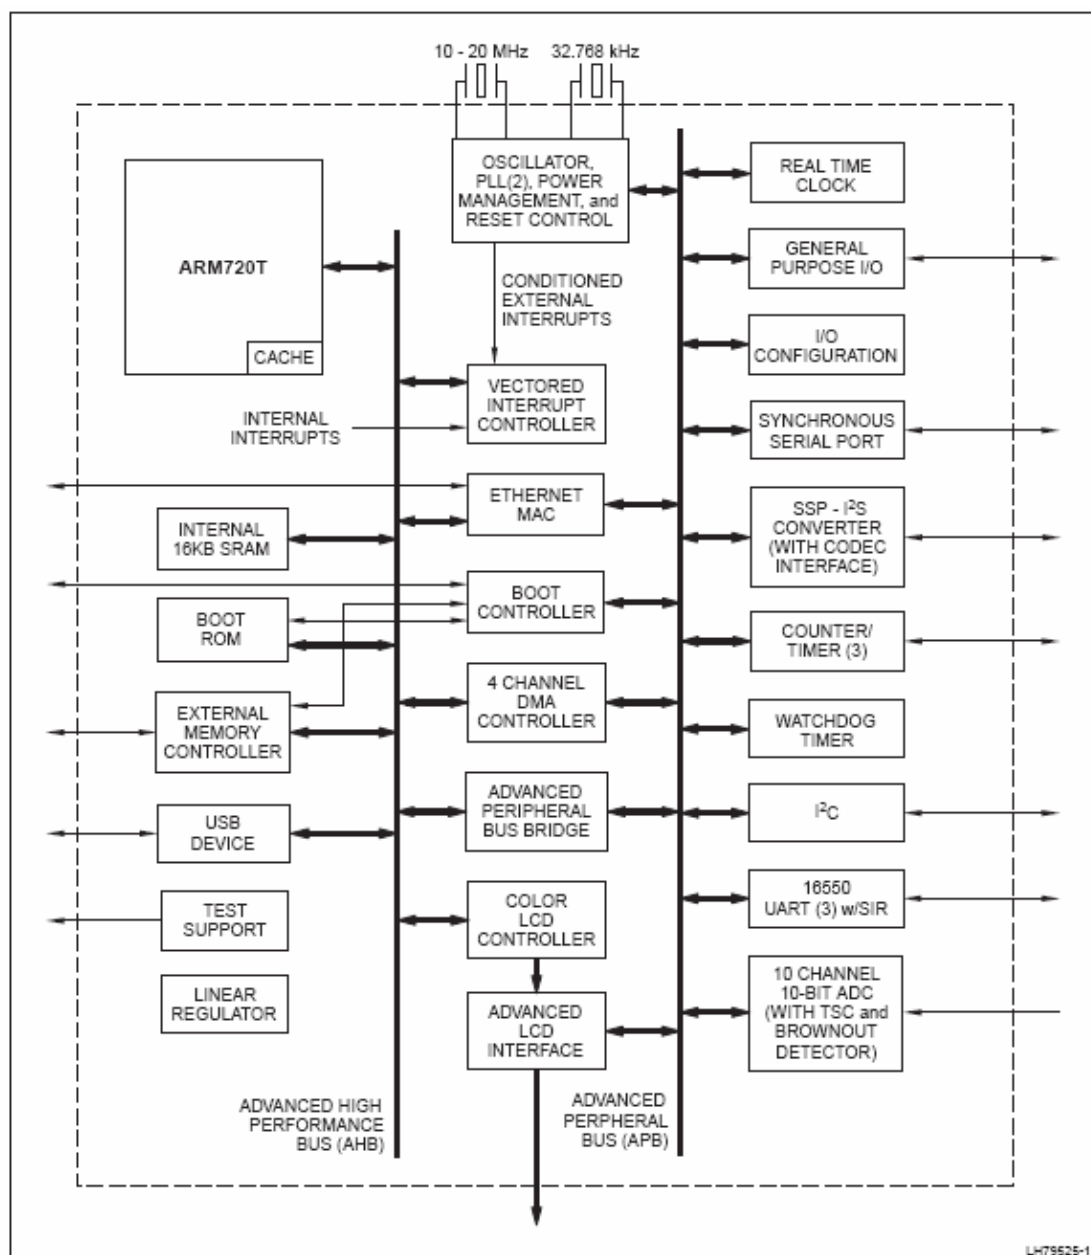 10 - 20 MHz
32.768 kHz
OSCILLATOR,
PLL(2), POWER
MANAGEMENT, and
RESET CONTROL
ARM720T
CACHE
CONDITIONED
EXTERNAL
INTERRUPTS
INTERNAL
INTERRUPTS
VECTORED
INTERRUPT
CONTROLLER
ETHERNET
MAC
INTERNAL
16KB SRAM
BOOT
CONTROLLER
BOOT
ROM
4 CHANNEL
DMA
CONTROLLER
EXTERNAL
MEMORY
CONTROLLER
ADVANCED
PERIPHERAL
BUS BRIDGE
USB
DEVICE
COLOR
LCD
CONTROLLER
TEST
SUPPORT
LINEAR
REGULATOR
ADVANCED
LCD
INTERFACE
ADVANCED HIGH
PERFORMANCE
BUS (AHB)
ADVANCED
PERPHERAL
BUS (APB)
REAL TIME
CLOCK
GENERAL
PURPOSE I/O
I/O
CONFIGURATION
SYNCHRONOUS
SERIAL PORT
SSP - I²S
CONVERTER
(WITH CODEC
INTERFACE)
COUNTER/
TIMER (3)
WATCHDOG
TIMER
I²C
16550
UART (3) w/SIR
10 CHANNEL
10-BIT ADC
(WITH TSC and
BROWNOUT
DETECTOR)
LH79525-1